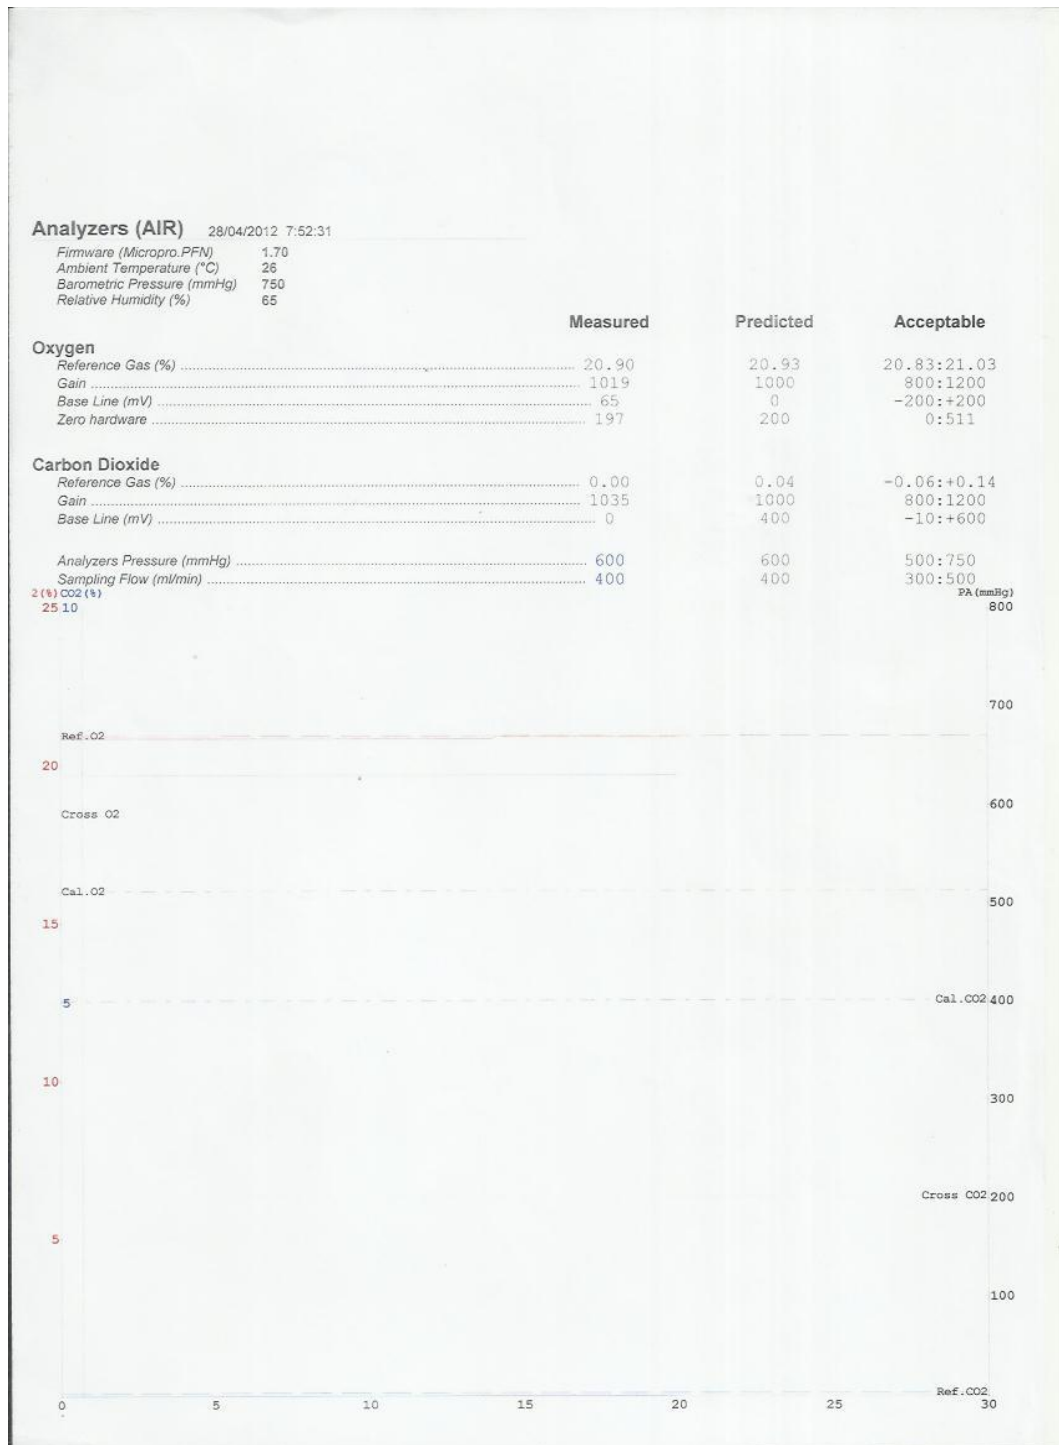 Analyzers (AIR) 28/04/2012 7:52:31
Firmware (Micropro.PFN) 1.70
Ambient Temperature (°C) 26
Barometric Pressure (mmHg) 750
Relative Humidity (%) 65
Measured Predicted Acceptable
Oxygen
Reference Gas (%) 20.90 20.93 20.83:21.03
Gain 1019 1000 800:1200
Base Line (mV) 65 0 -200:+200
Zero hardware 197 200 0:511
Carbon Dioxide
Reference Gas (%) 0.00 0.04 -0.06:+0.14
Gain 1035 1000 800:1200
Base Line (mV) 0 400 -10:+600
Analyzers Pressure (mmHg) 600 600 500:750
Sampling Flow (ml/min) 400 400 300:500
2(%) CO2(%) PA(mmHg)
25 10 800
700
Ref.O2
20
600
Cross O2
Cal.O2
500
15
5 Cal.CO2 400
10
300
Cross CO2 200
5
100
Ref.CO2
0 5 10 15 20 25 30